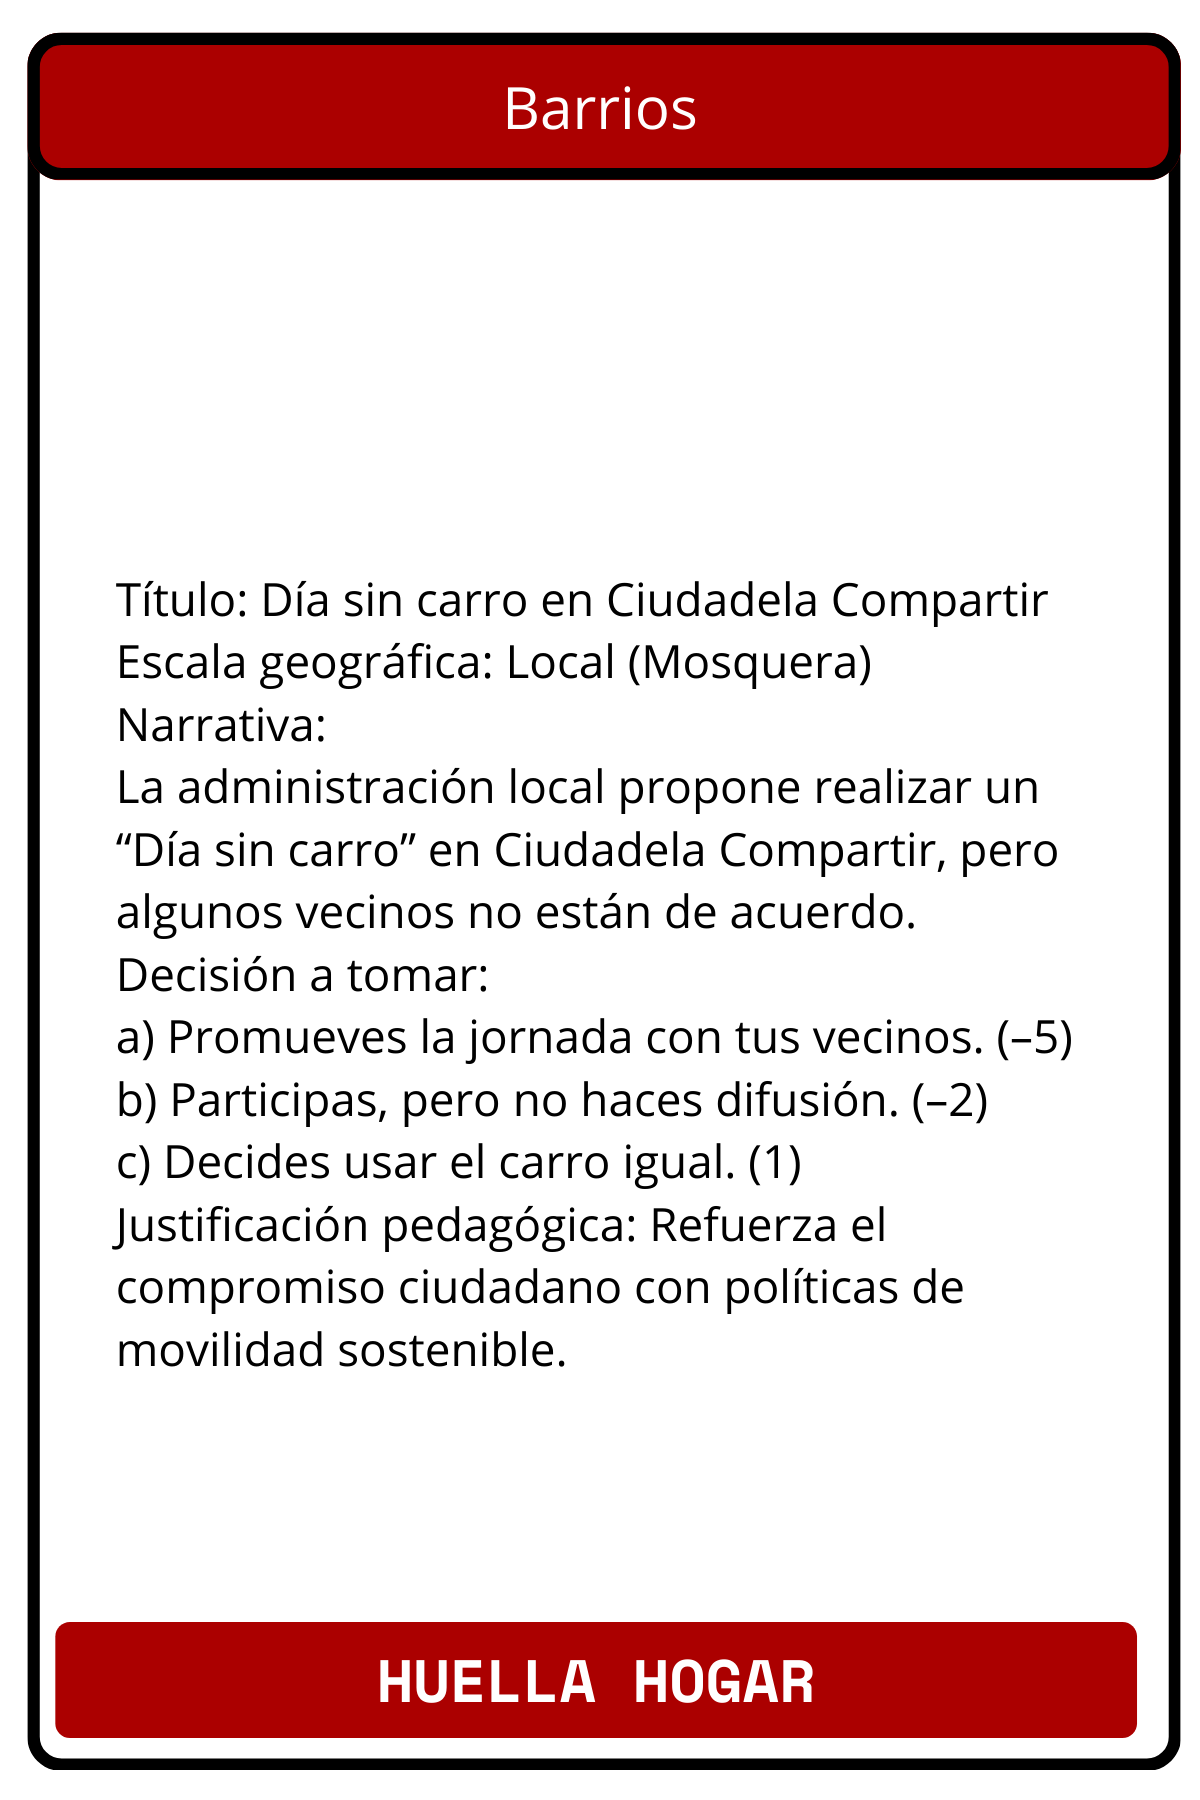 Barrios
Título: Día sin carro en Ciudadela Compartir
Escala geográfica: Local (Mosquera)
Narrativa:
La administración local propone realizar un
“Día sin carro” en Ciudadela Compartir, pero
algunos vecinos no están de acuerdo.
Decisión a tomar:
a) Promueves la jornada con tus vecinos. (–5)
b) Participas, pero no haces difusión. (–2)
c) Decides usar el carro igual. (1)
Justificación pedagógica: Refuerza el
compromiso ciudadano con políticas de
movilidad sostenible.
HUELLA HOGAR